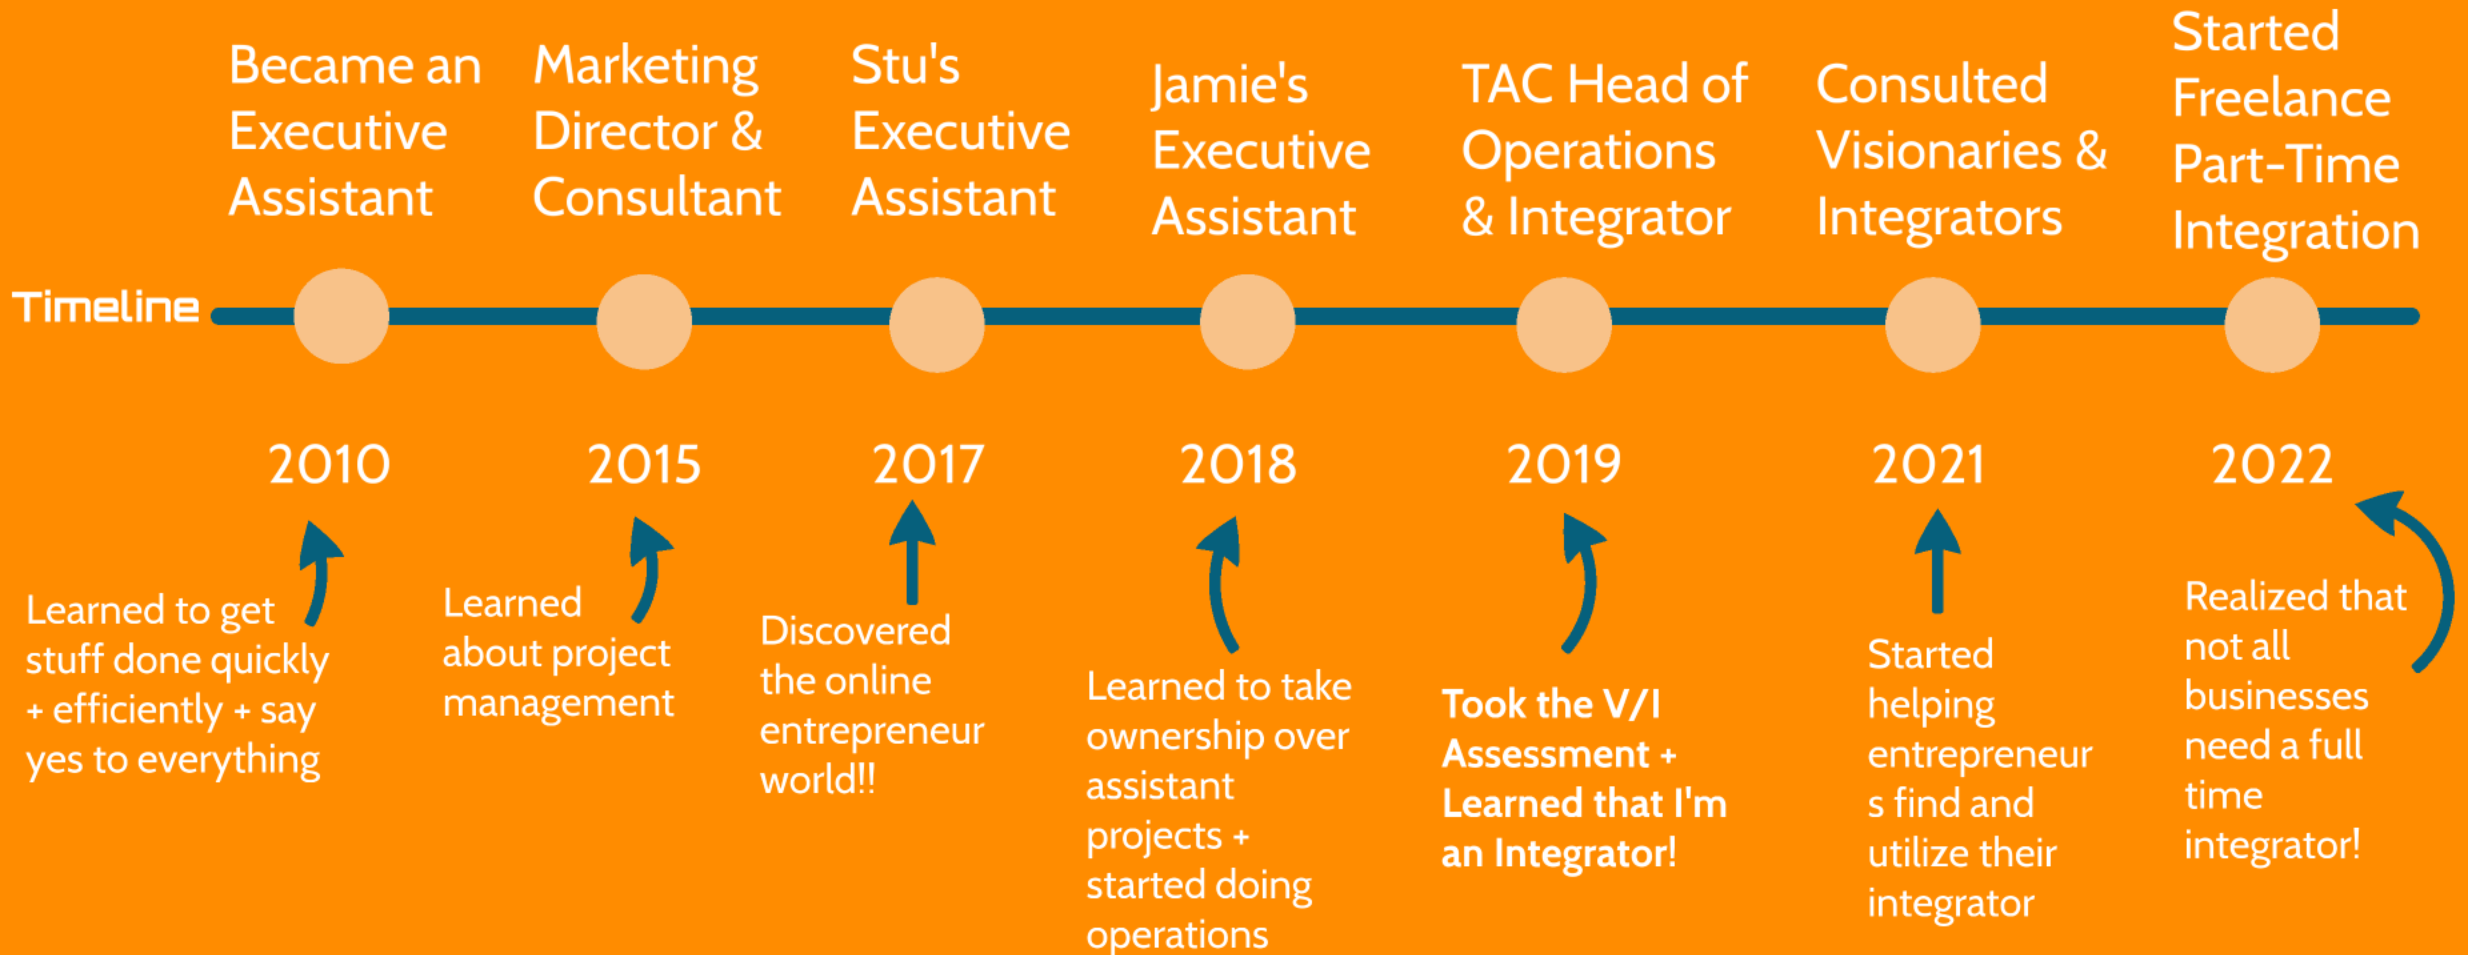 Became an
Executive
Assistant
Marketing
Director &
Consultant
Stu's
Executive
Assistant
Jamie's
Executive
Assistant
TAC Head of
Operations
& Integrator
Consulted
Visionaries &
Integrators
Started
Freelance
Part-Time
Integration
Timeline
2010
2015
2017
2018
2019
2021
2022
Learned to get
stuff done quickly
+ efficiently + say
yes to everything
Learned
about project
management
Discovered
the online
entrepreneur
world!!
Learned to take
ownership over
assistant
projects +
started doing
operations
Took the V/I
Assessment +
Learned that I'm
an Integrator!
Started
helping
entrepreneur
s find and
utilize their
integrator
Realized that
not all
businesses
need a full
time
integrator!